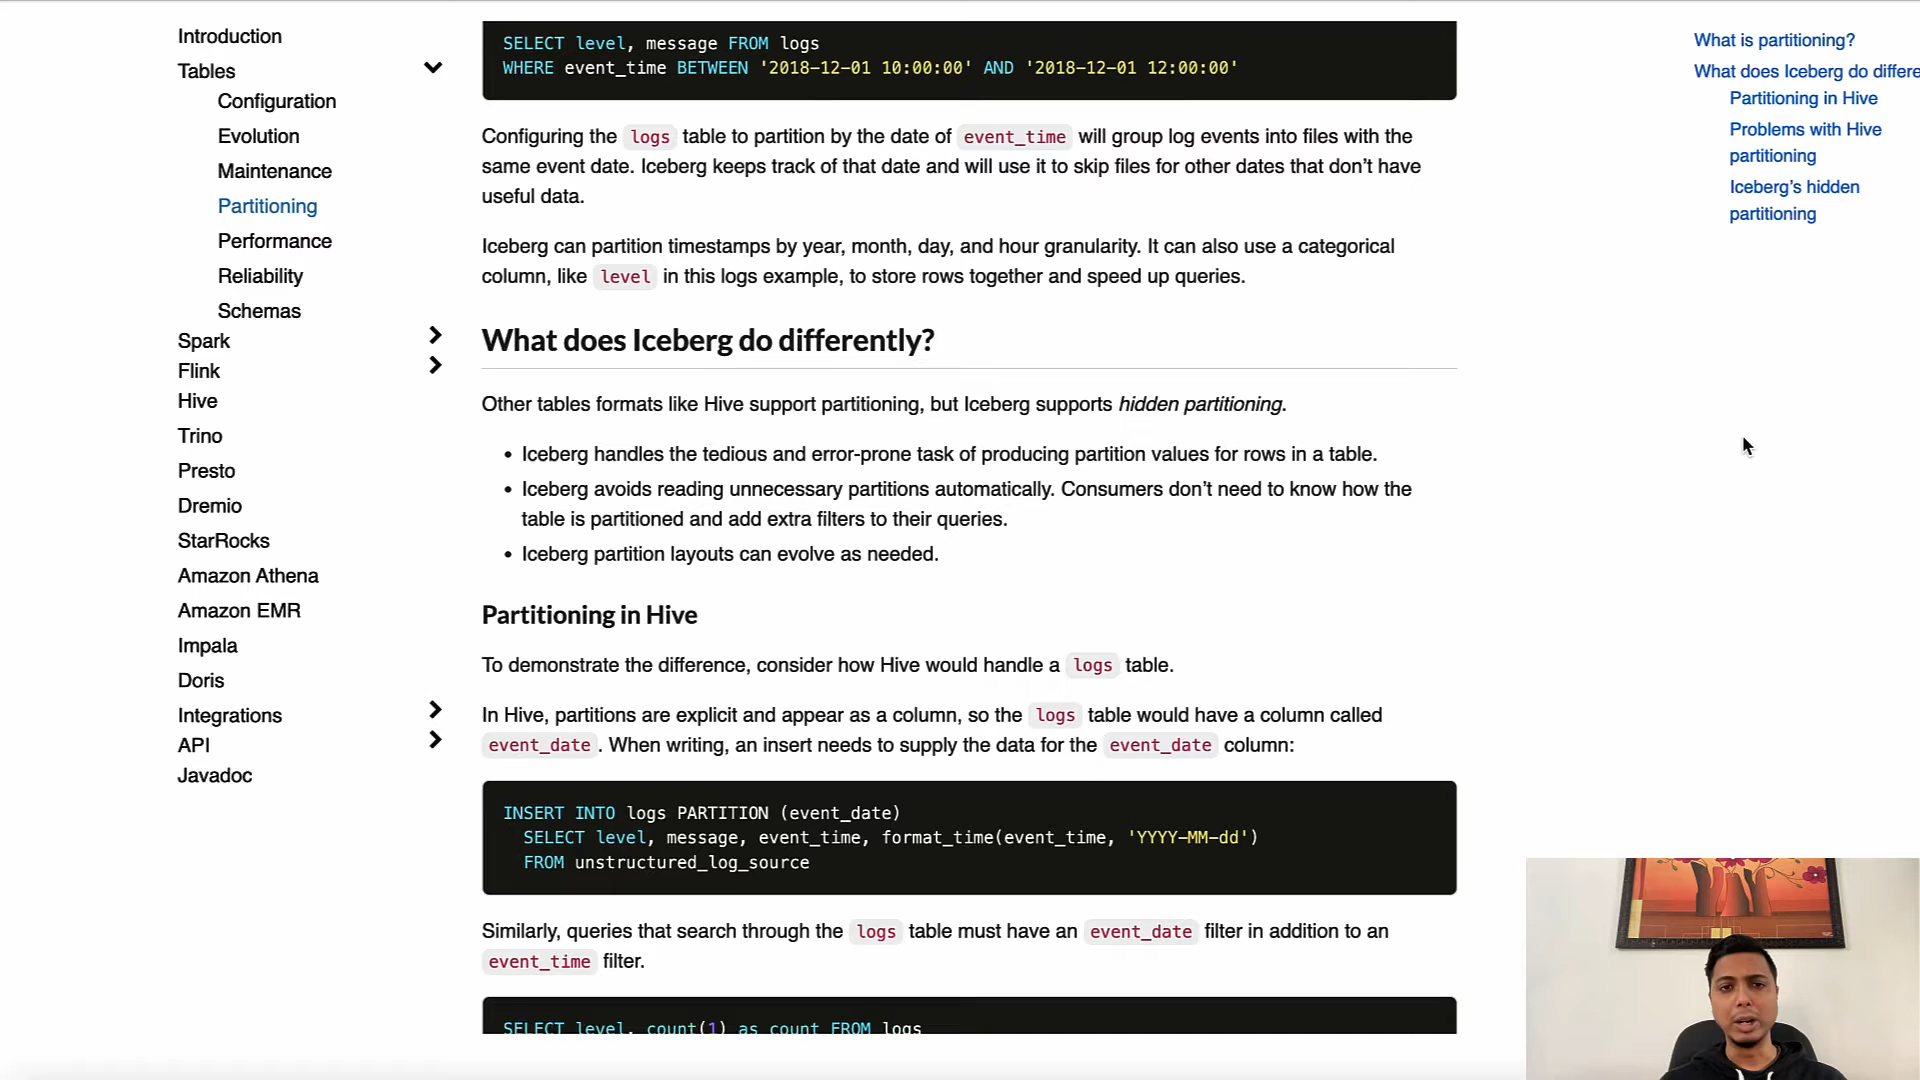 Introduction
Tables
Configuration
Evolution
Maintenance
Partitioning
Performance
Reliability
Schemas
Spark
Flink
Hive
Trino
Presto
Dremio
StarRocks
Amazon Athena
Amazon EMR
Impala
Doris
Integrations
API
Javadoc
SELECT level, message FROM logs
WHERE event_time BETWEEN '2018-12-01 10:00:00' AND '2018-12-01 12:00:00'
Configuring the logs table to partition by the date of event_time will group log events into files with the
same event date. Iceberg keeps track of that date and will use it to skip files for other dates that don’t have
useful data.
Iceberg can partition timestamps by year, month, day, and hour granularity. It can also use a categorical
column, like level in this logs example, to store rows together and speed up queries.
What does Iceberg do differently?
Other tables formats like Hive support partitioning, but Iceberg supports hidden partitioning.
• Iceberg handles the tedious and error-prone task of producing partition values for rows in a table.
• Iceberg avoids reading unnecessary partitions automatically. Consumers don’t need to know how the
table is partitioned and add extra filters to their queries.
• Iceberg partition layouts can evolve as needed.
Partitioning in Hive
To demonstrate the difference, consider how Hive would handle a logs table.
In Hive, partitions are explicit and appear as a column, so the logs table would have a column called
event_date. When writing, an insert needs to supply the data for the event_date column:
INSERT INTO logs PARTITION (event_date)
SELECT level, message, event_time, format_time(event_time, 'YYYY-MM-dd')
FROM unstructured_log_source
Similarly, queries that search through the logs table must have an event_date filter in addition to an
event_time filter.
SELECT level, count(1) as count FROM logs
What is partitioning?
What does Iceberg do differe
Partitioning in Hive
Problems with Hive
partitioning
Iceberg’s hidden
partitioning